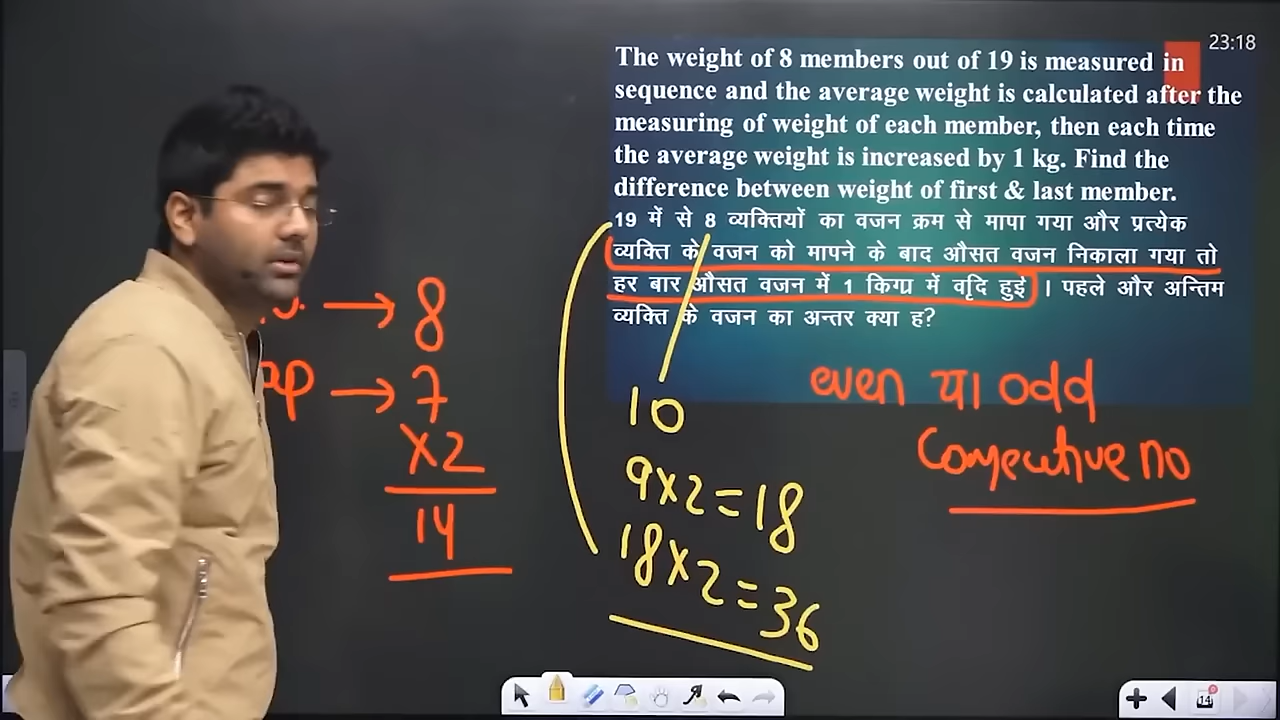 23:18
The weight of 8 members out of 19 is measured in
sequence and the average weight is calculated after the
measuring of weight of each member, then each time
the average weight is increased by 1 kg. Find the
difference between weight of first & last member.
19 में से 8 व्यक्तियों का वजन क्रम से मापा गया और प्रत्येक
व्यक्ति के वजन को मापने के बाद औसत वजन निकाला गया तो
हर बार औसत वजन में 1 किग्रा में वृदि हुई । पहले और अन्तिम
व्यक्ति के वजन का अन्तर क्या ह?
→ 8
→ 7
×2
14
10
9×2=18
18×2=36
even या odd
Consecutive no
14